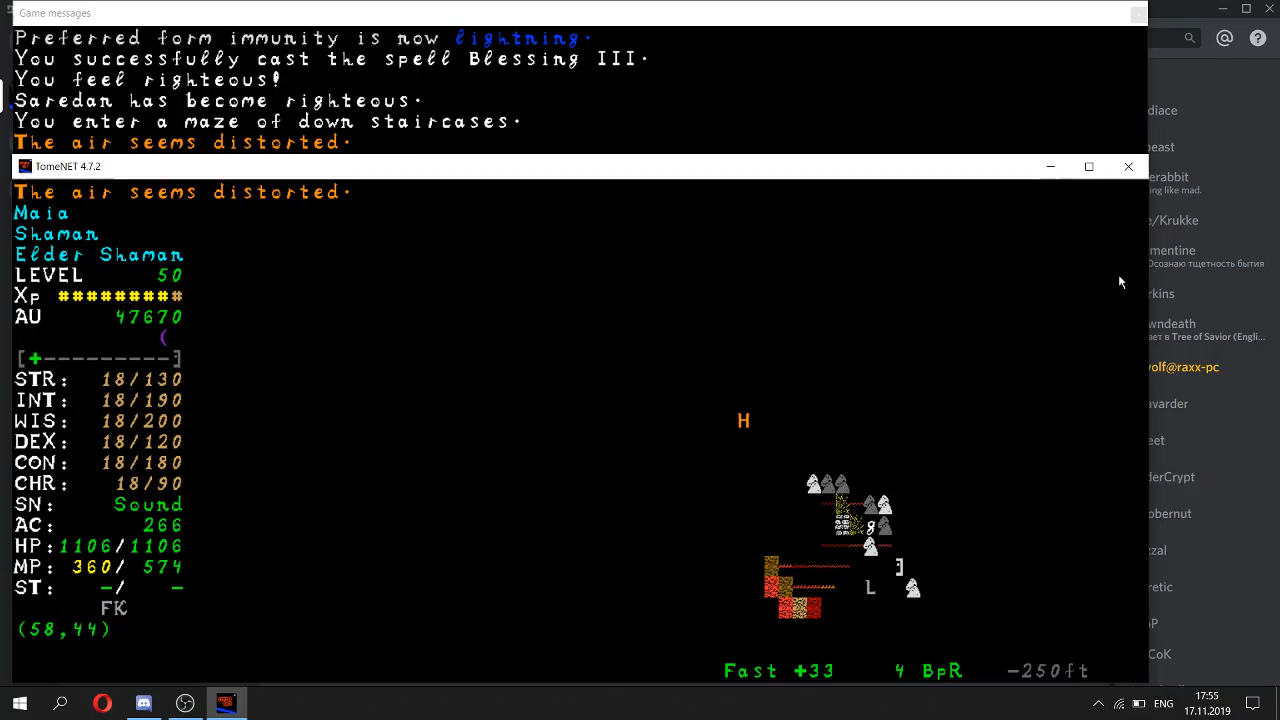 Game messages
Preferred form immunity is now lightning.
You successfully cast the spell Blessing III.
You feel righteous!
Saredan has become righteous.
You enter a maze of down staircases.
The air seems distorted.
TomeNET 4.7.2
The air seems distorted.
Maia
Shaman
Elder Shaman
LEVEL 50
Xp #########
AU 47670
(
[+---------]
STR: 18/130
INT: 18/190
WIS: 18/200
DEX: 18/120
CON: 18/180
CHR: 18/90
SN: Sound
AC: 266
HP:1106/1106
MP: 360/ 574
ST: -/ -
FK
(58,44)
H
g
]
L
Fast +33 4 BpR -250ft
diace
peast
erabbit
ing like mad.
e/Krukke
mentine
Осознаю тщетность бытия
rkins
wndeath
ает в Tree of Savior (Engli...
wolf@raxx-pc
avarder
eet
derCrypt
obernut
zzal
retic
nP
CoK
ENG
17:55
17.11.2019